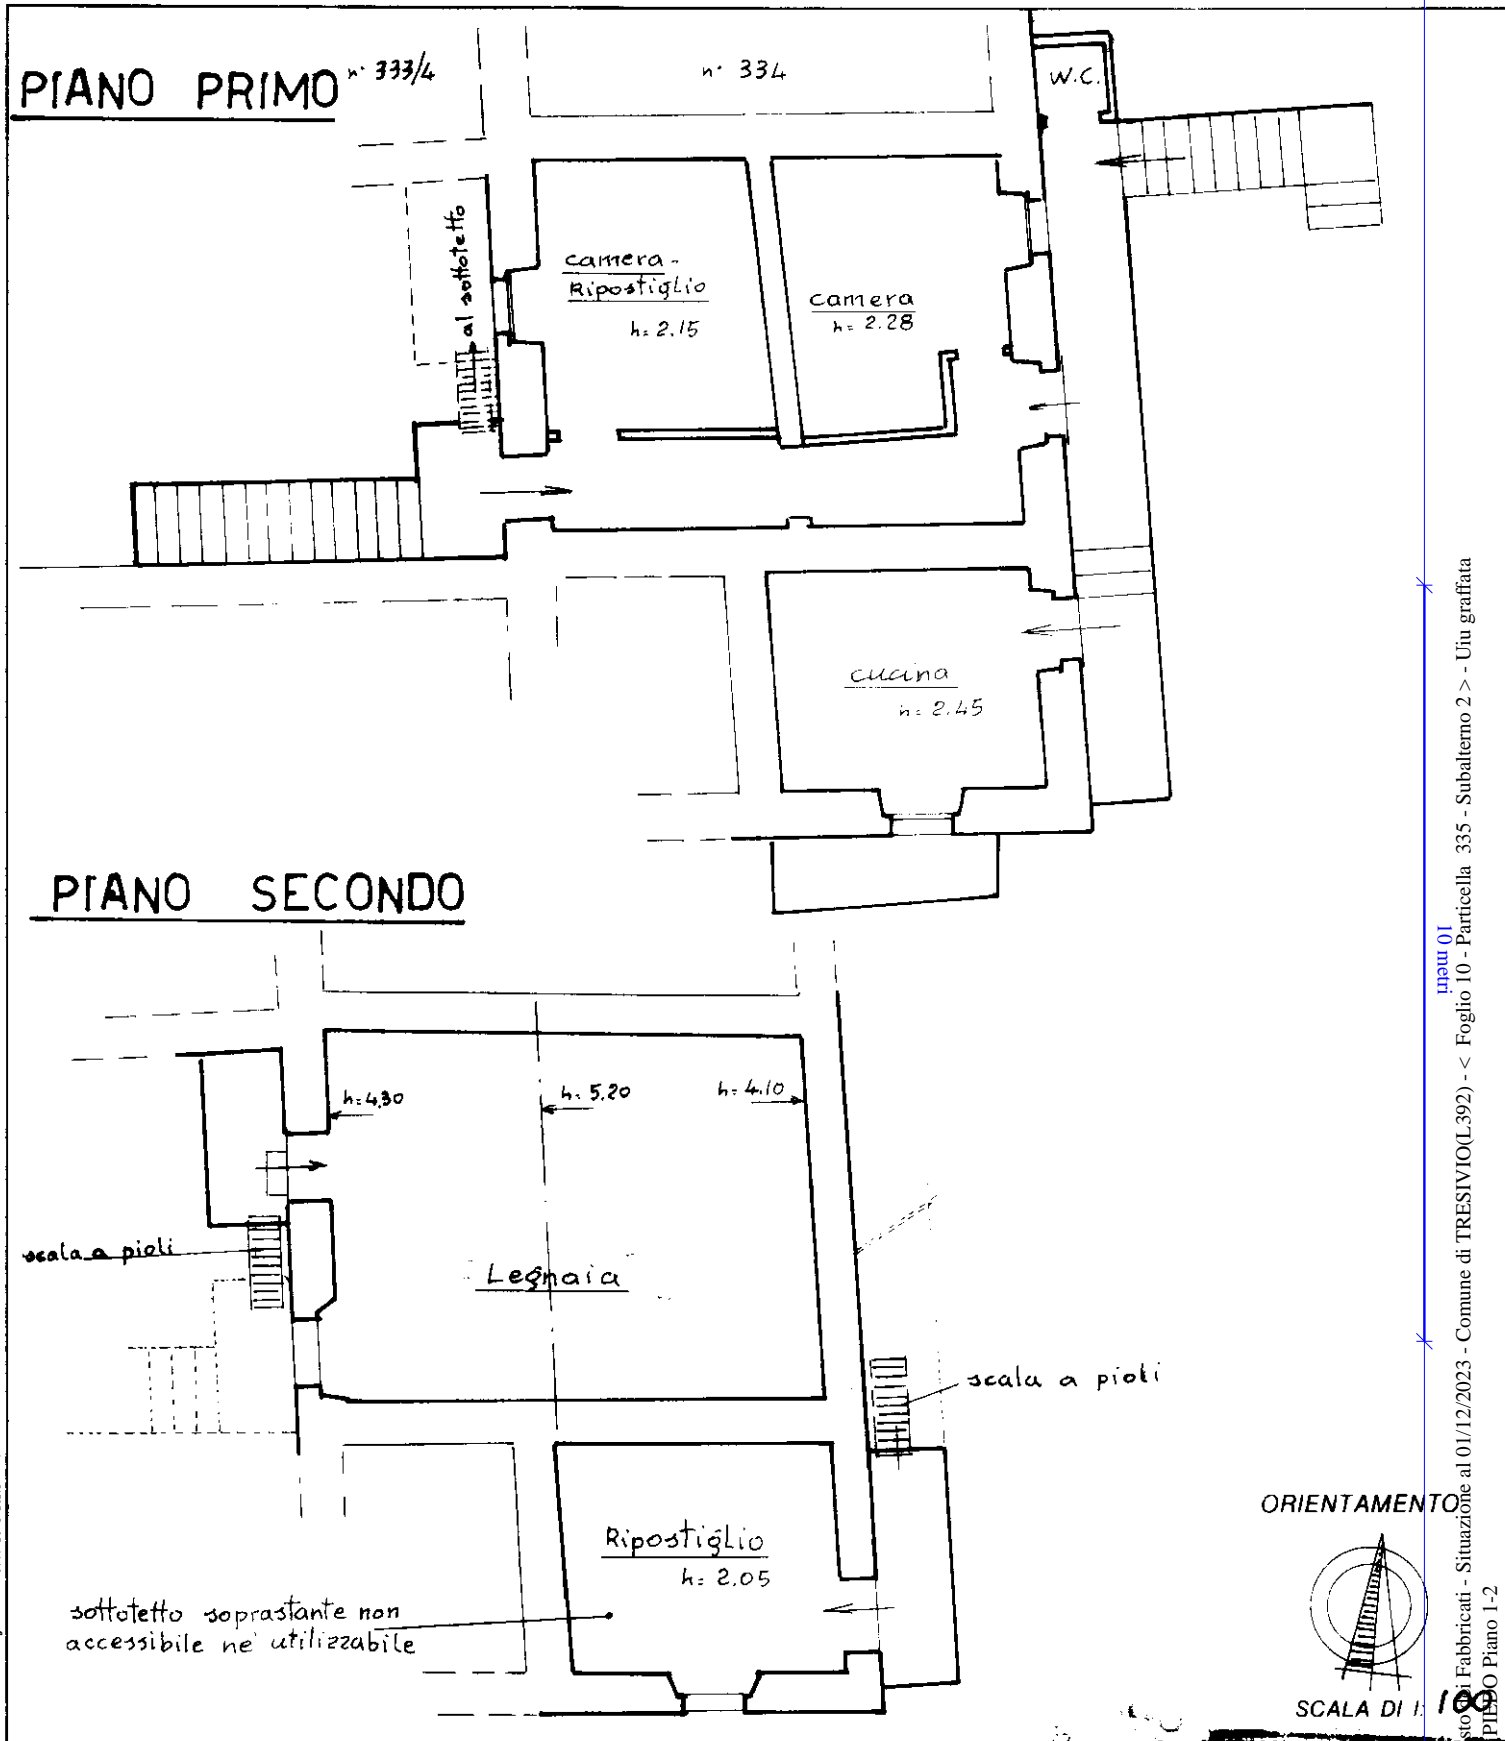 PIANO PRIMO
n. 333/4
n. 334
W.C.
al sottotetto
camera-
Ripostiglio
h= 2.15
camera
h= 2.28
cucina
h= 2.45
PIANO SECONDO
h= 4.30
h= 5.20
h= 4.10
scala a pioli
Legnaia
scala a pioli
Ripostiglio
h= 2.05
sottotetto soprastante non
accessibile ne' utilizzabile
ORIENTAMENTO
SCALA DI 1: 100
10 metri
Fabbricati - Situazione al 01/12/2023 - Comune di TRESIVIO(L392) - < Foglio 10 - Particella 335 - Subalterno 2 > - Uiu graffata
Piano 1-2